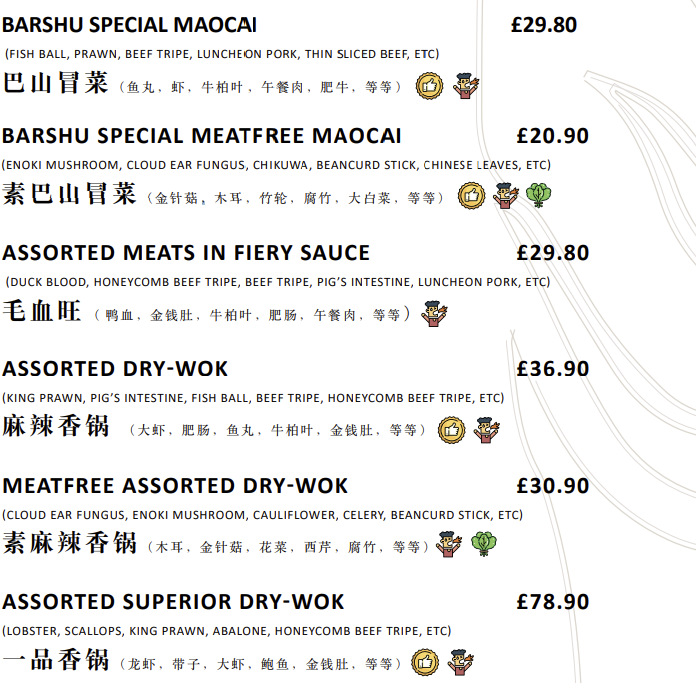 BARSHU SPECIAL MAOCAI £29.80
(FISH BALL, PRAWN, BEEF TRIPE, LUNCHEON PORK, THIN SLICED BEEF, ETC)
巴山冒菜（鱼丸，虾，牛柏叶，午餐肉，肥牛，等等）
BARSHU SPECIAL MEATFREE MAOCAI £20.90
(ENOKI MUSHROOM, CLOUD EAR FUNGUS, CHIKUWA, BEANCURD STICK, CHINESE LEAVES, ETC)
素巴山冒菜（金针菇，木耳，竹轮，腐竹，大白菜，等等）
ASSORTED MEATS IN FIERY SAUCE £29.80
(DUCK BLOOD, HONEYCOMB BEEF TRIPE, BEEF TRIPE, PIG'S INTESTINE, LUNCHEON PORK, ETC)
毛血旺（鸭血，金钱肚，牛柏叶，肥肠，午餐肉，等等）
ASSORTED DRY-WOK £36.90
(KING PRAWN, PIG'S INTESTINE, FISH BALL, BEEF TRIPE, HONEYCOMB BEEF TRIPE, ETC)
麻辣香锅（大虾，肥肠，鱼丸，牛柏叶，金钱肚，等等）
MEATFREE ASSORTED DRY-WOK £30.90
(CLOUD EAR FUNGUS, ENOKI MUSHROOM, CAULIFLOWER, CELERY, BEANCURD STICK, ETC)
素麻辣香锅（木耳，金针菇，花菜，西芹，腐竹，等等）
ASSORTED SUPERIOR DRY-WOK £78.90
(LOBSTER, SCALLOPS, KING PRAWN, ABALONE, HONEYCOMB BEEF TRIPE, ETC)
一品香锅（龙虾，带子，大虾，鲍鱼，金钱肚，等等）